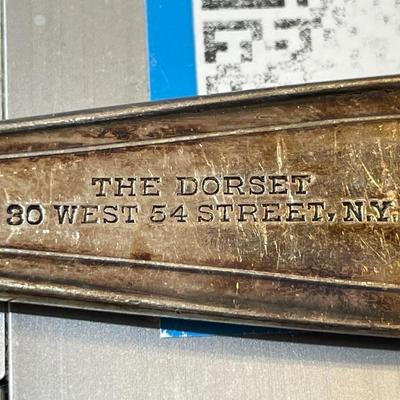 THE DORSET
30 WEST 54 STREET, N.Y.